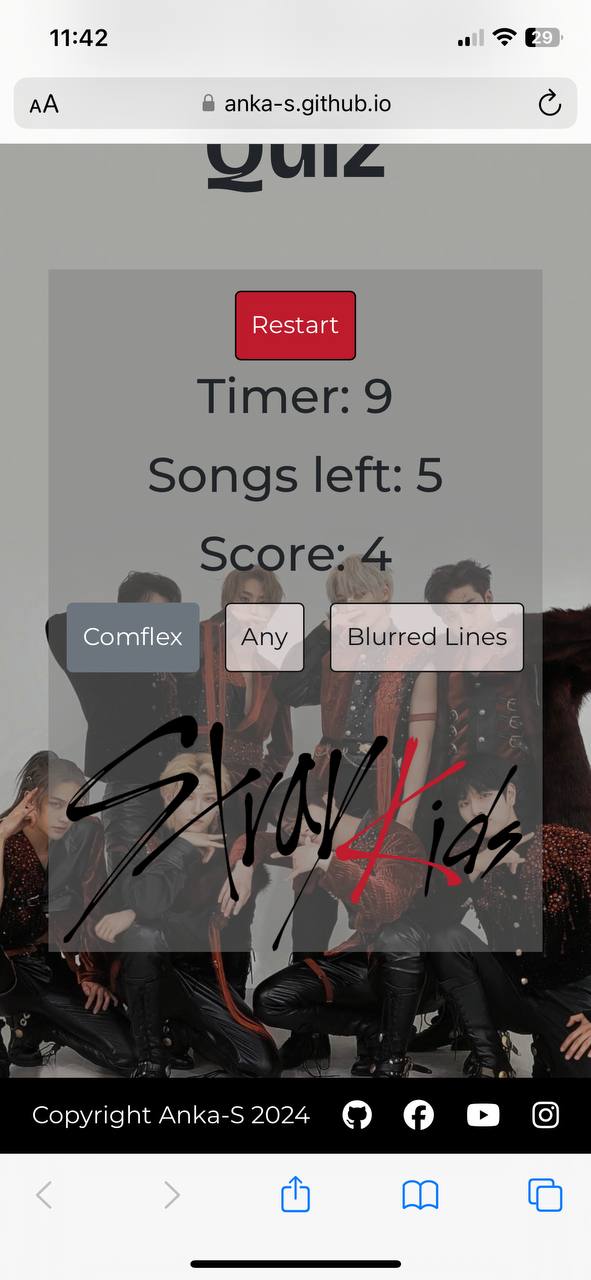 11:42
29
AA
anka-s.github.io
Quiz
Restart
Timer: 9
Songs left: 5
Score: 4
Comflex Any Blurred Lines
Stray Kids
Copyright Anka-S 2024